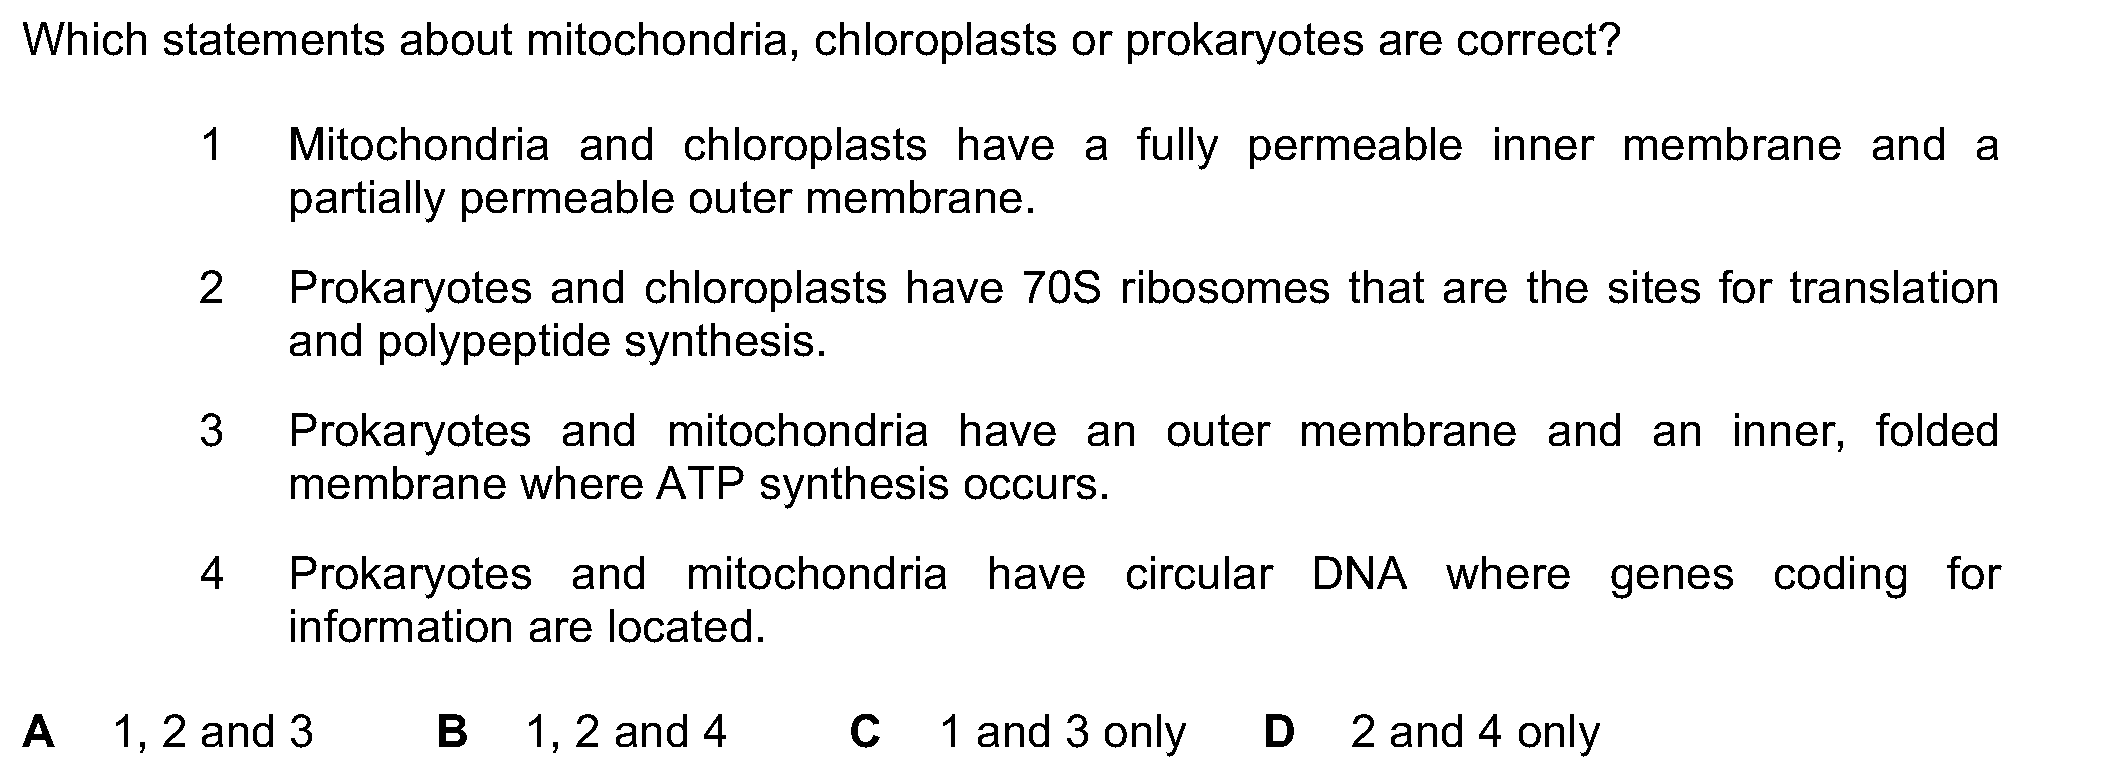 Which statements about mitochondria, chloroplasts or prokaryotes are correct?
1 Mitochondria and chloroplasts have a fully permeable inner membrane and a
partially permeable outer membrane.
2 Prokaryotes and chloroplasts have 70S ribosomes that are the sites for translation
and polypeptide synthesis.
3 Prokaryotes and mitochondria have an outer membrane and an inner, folded
membrane where ATP synthesis occurs.
4 Prokaryotes and mitochondria have circular DNA where genes coding for
information are located.
A 1, 2 and 3 B 1, 2 and 4 C 1 and 3 only D 2 and 4 only